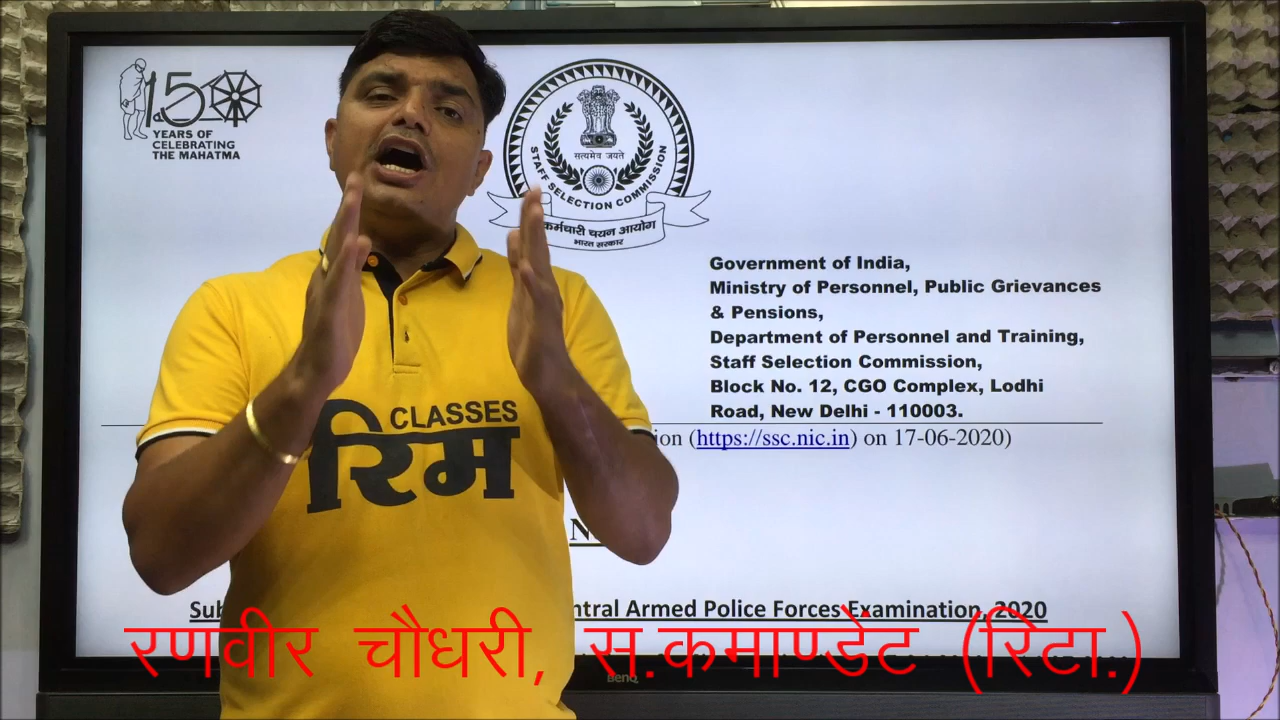 150
YEARS OF
CELEBRATING
THE MAHATMA
सत्यमेव जयते
STAFF SELECTION COMMISSION
कर्मचारी चयन आयोग
भारत सरकार
Government of India,
Ministry of Personnel, Public Grievances
& Pensions,
Department of Personnel and Training,
Staff Selection Commission,
Block No. 12, CGO Complex, Lodhi
Road, New Delhi - 110003.
(https://ssc.nic.in) on 17-06-2020)
CLASSES
रिम
Armed Police Forces Examination, 2020
रणवीर चौधरी, स.कमाण्डेंट (रिटा.)
BenQ